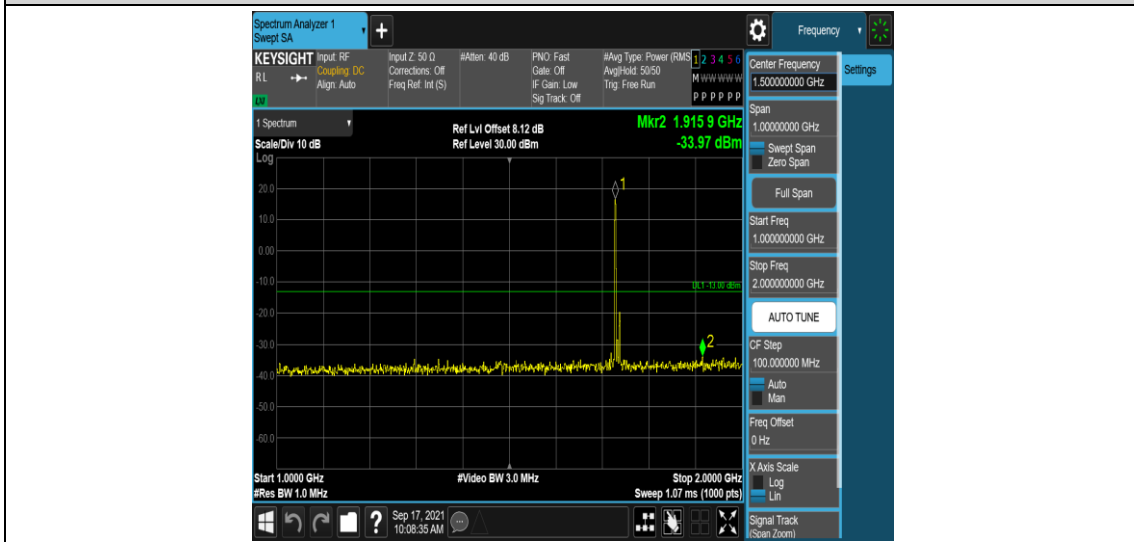 Spectrum Analyzer 1
Swept SA
+
Frequency
KEYSIGHT
RL
LXI
Input: RF
Coupling: DC
Align: Auto
Input Z: 50 Ω
Corrections: Off
Freq Ref: Int (S)
#Atten: 40 dB
PNO: Fast
Gate: Off
IF Gain: Low
Sig Track: Off
#Avg Type: Power (RMS
Avg|Hold: 50/50
Trig: Free Run
1 2 3 4 5 6
M W W W W W
P P P P P P
Center Frequency
1.500000000 GHz
Settings
1 Spectrum
Scale/Div 10 dB
Ref Lvl Offset 8.12 dB
Ref Level 30.00 dBm
Mkr2 1.915 9 GHz
-33.97 dBm
Span
1.00000000 GHz
Swept Span
Zero Span
Full Span
Start Freq
1.000000000 GHz
Stop Freq
2.000000000 GHz
AUTO TUNE
CF Step
100.000000 MHz
Auto
Man
Freq Offset
0 Hz
X Axis Scale
Log
Lin
Signal Track
(Span Zoom)
Log
20.0
10.0
0.00
-10.0
-20.0
-30.0
-40.0
-50.0
-60.0
1
DL1 -13.00 dBm
2
Start 1.0000 GHz
#Res BW 1.0 MHz
#Video BW 3.0 MHz
Stop 2.0000 GHz
Sweep 1.07 ms (1000 pts)
?
Sep 17, 2021
10:08:35 AM